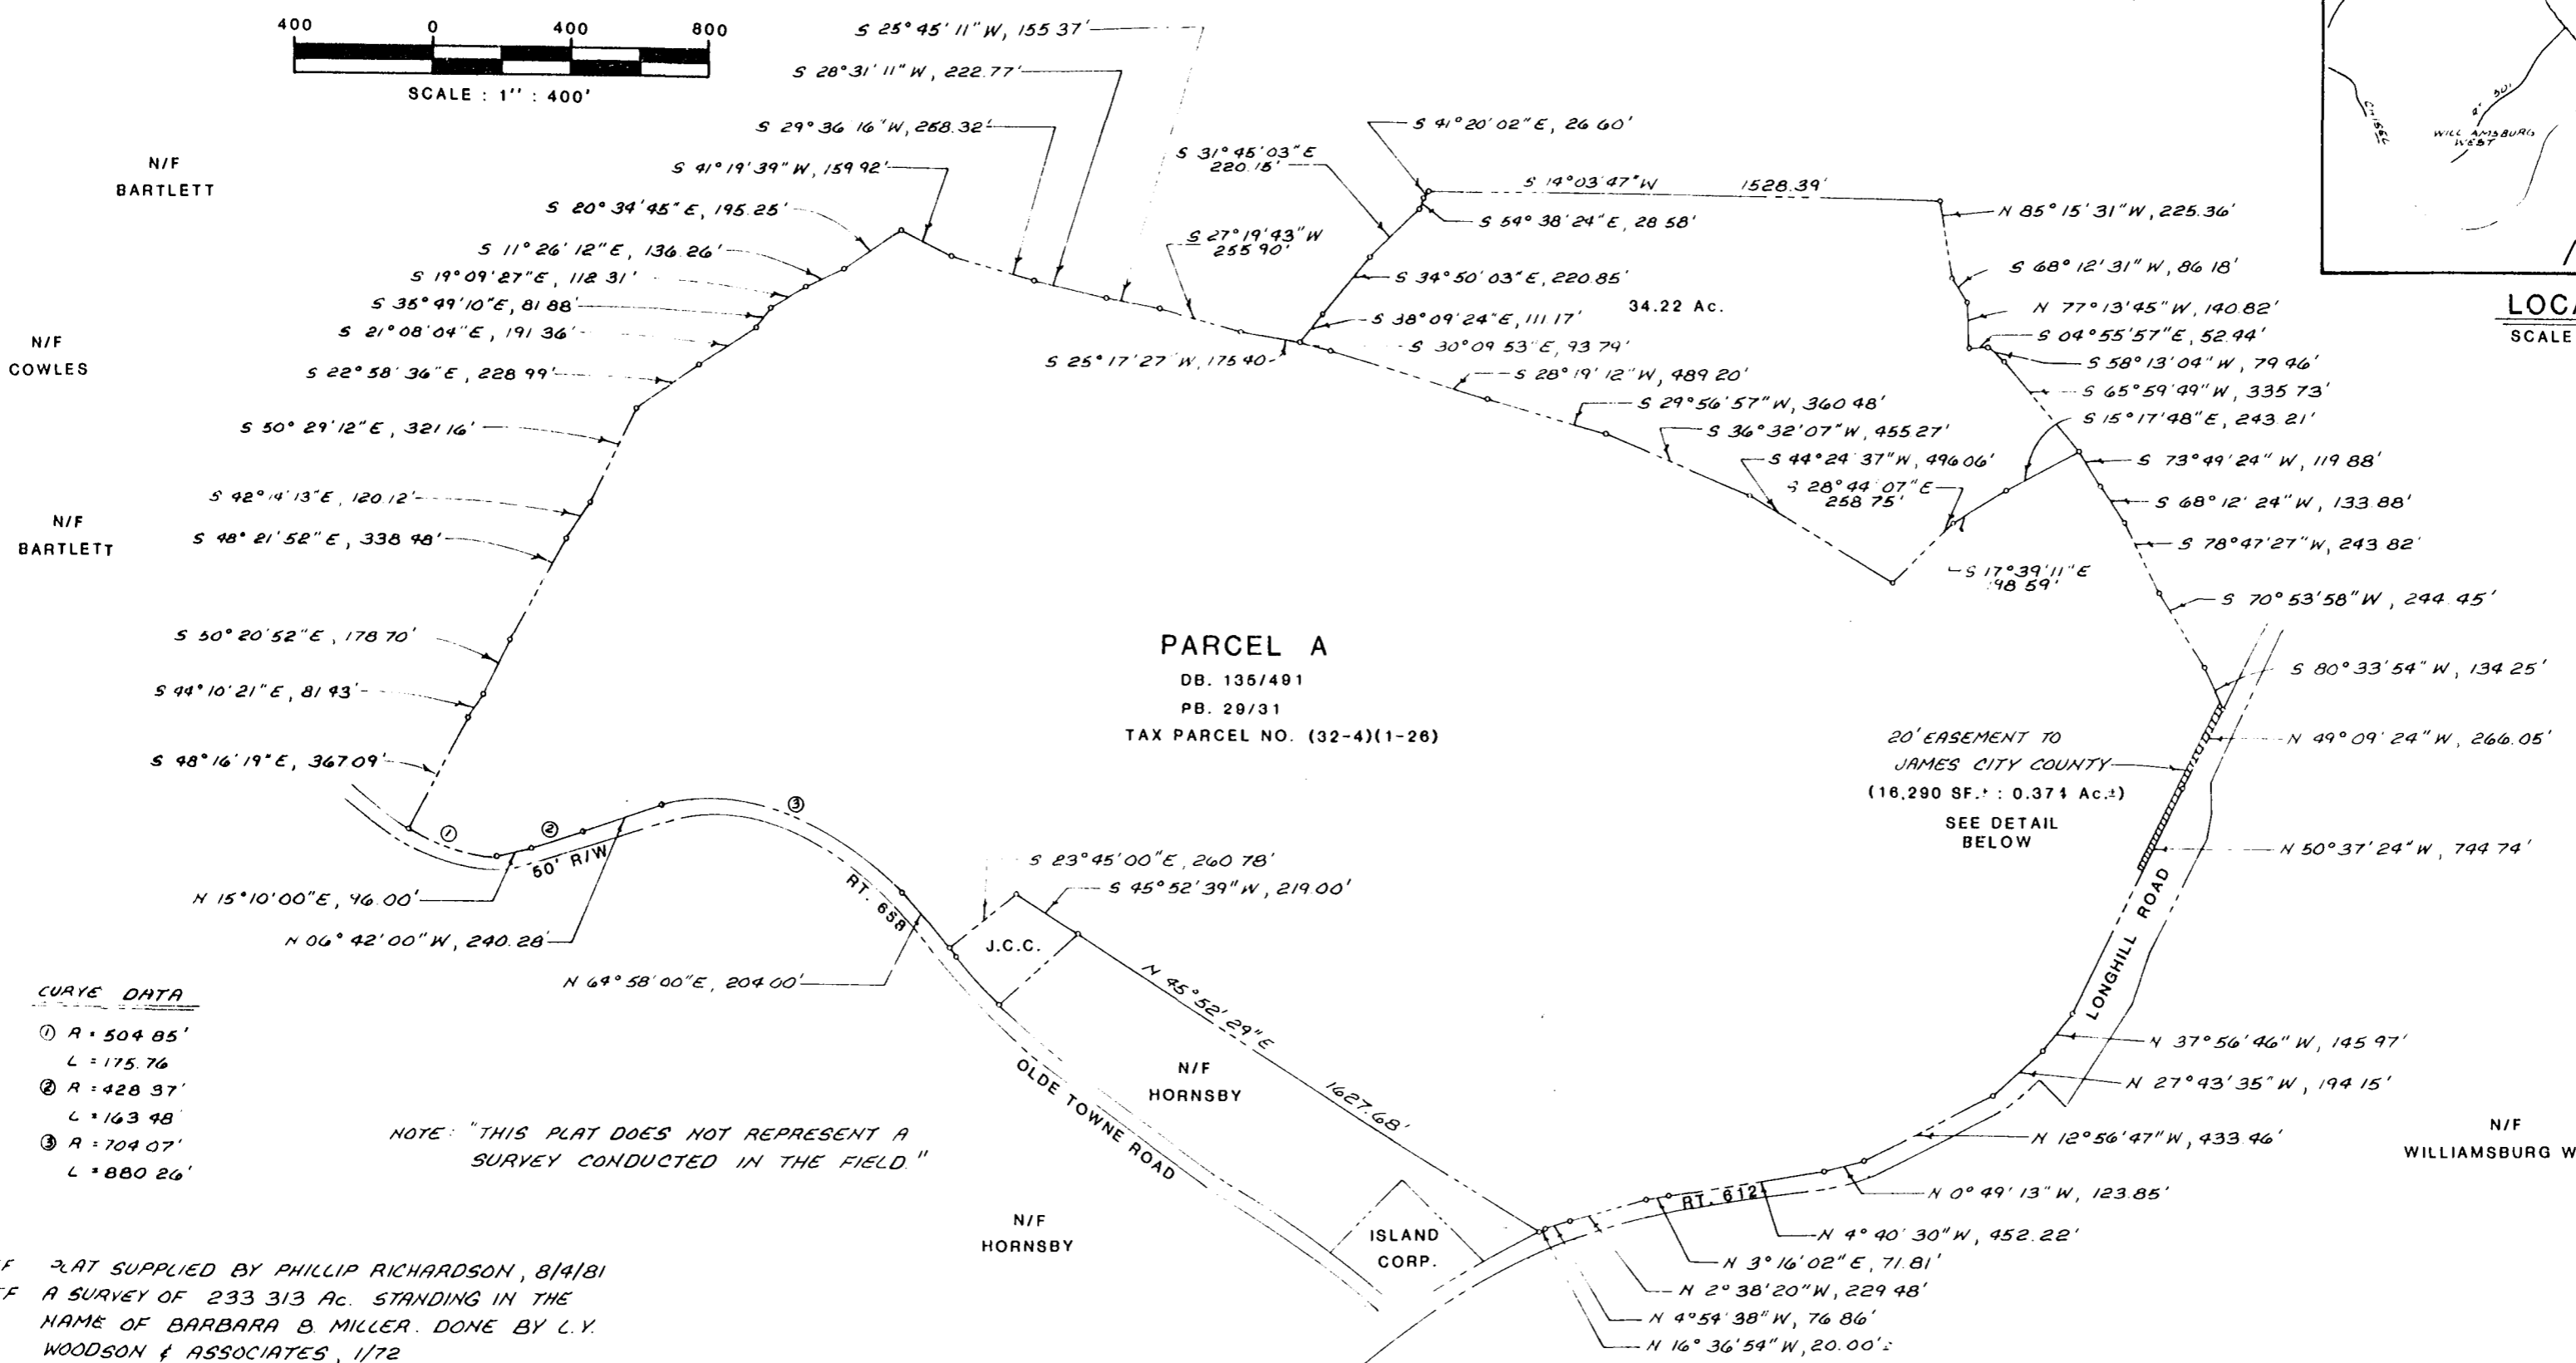 400 0 400 800
SCALE : 1'' : 400'
S 25° 45' 11" W, 155 37'
S 28° 31' 11" W, 222.77'
S 29° 36 16" W, 258.32'
S 41° 19' 39" W, 159 92'
S 20° 34' 45" E, 195.25'
S 11° 26' 12" E, 136.26'
S 19° 09' 27" E, 112 31'
S 35° 49' 10" E, 81 88'
S 21° 08' 04" E, 191 36'
S 22° 58' 36" E, 228 99'
S 50° 29' 12" E, 321 16'
S 42° 14' 13" E, 120.12'
S 48° 21' 52" E, 338 48'
S 50° 20' 52" E, 178 70'
S 44° 10' 21" E, 81 43'
S 48° 16' 19" E, 367 09'
N/F
BARTLETT
N/F
COWLES
N/F
BARTLETT
S 41° 20' 02" E, 26 60'
S 31° 45' 03" E
220.15'
S 27° 19' 43" W
255.90'
S 14° 03' 47" W 1528.39'
S 54° 38' 24" E, 28 58'
S 34° 50' 03" E, 220.85'
34.22 Ac.
S 38° 09' 24" E, 111.17'
S 30° 09 53" E, 93 79'
S 25° 17' 27" W, 175 40
S 28° 19' 12" W, 489 20'
S 29° 56' 57" W, 360 48'
S 36° 32' 07" W, 455.27'
S 44° 24' 37" W, 496 06'
S 28° 44' 07" E
258 75'
S 17° 39' 11" E
98 59'
N 85° 15' 31" W, 225.36'
S 68° 12' 31" W, 86 18'
N 77° 13' 45" W, 140.82'
S 04° 55' 57" E, 52.44'
S 58° 13' 04" W, 79 46'
S 65° 59' 49" W, 335 73'
S 15° 17' 48" E, 243.21'
S 73° 49' 24" W, 119 88'
S 68° 12' 24" W, 133.88'
S 78° 47' 27" W, 243.82'
S 70° 53' 58" W, 244.45'
S 80° 33' 54" W, 134 25'
N 49° 09' 24" W, 266.05'
N 50° 37' 24" W, 744 74'
CHISEL
50'
WILL AMSBURG
WEST
LOCA
SCALE
PARCEL A
DB. 135/491
PB. 29/31
TAX PARCEL NO. (32-4)(1-26)
20' EASEMENT TO
JAMES CITY COUNTY
(16,290 SF.± : 0.374 Ac.±)
SEE DETAIL
BELOW
LONGHILL ROAD
① ② ③
50' R/W
RT. 658
N 15° 10' 00" E, 96.00'
N 06° 42' 00" W, 240.28'
N 64° 58' 00" E, 204 00'
S 23° 45' 00" E, 260 78'
S 45° 52' 39" W, 219.00'
J.C.C.
N 45° 52' 29" E
1627.68'
N/F
HORNSBY
OLDE TOWNE ROAD
CURVE DATA
① R = 504 85'
L = 175.76
② R = 428 37'
L = 163 48'
③ R = 704 07'
L = 880 26'
NOTE: "THIS PLAT DOES NOT REPRESENT A
SURVEY CONDUCTED IN THE FIELD."
N/F
HORNSBY
ISLAND
CORP.
RT. 612
N 37° 56' 46" W, 145 97'
N 27° 43' 35" W, 194 15'
N 12° 56' 47" W, 433.46'
N 0° 49' 13" W, 123.85'
N 4° 40' 30" W, 452.22'
N 3° 16' 02" E, 71.81'
N 2° 38' 20" W, 229 48'
N 4° 54' 38" W, 76 86'
N 16° 36' 54" W, 20.00'
N/F
WILLIAMSBURG W
F PLAT SUPPLIED BY PHILLIP RICHARDSON, 8/4/81
EF A SURVEY OF 233 313 Ac. STANDING IN THE
NAME OF BARBARA B. MILLER. DONE BY L.Y.
WOODSON & ASSOCIATES, 1/72